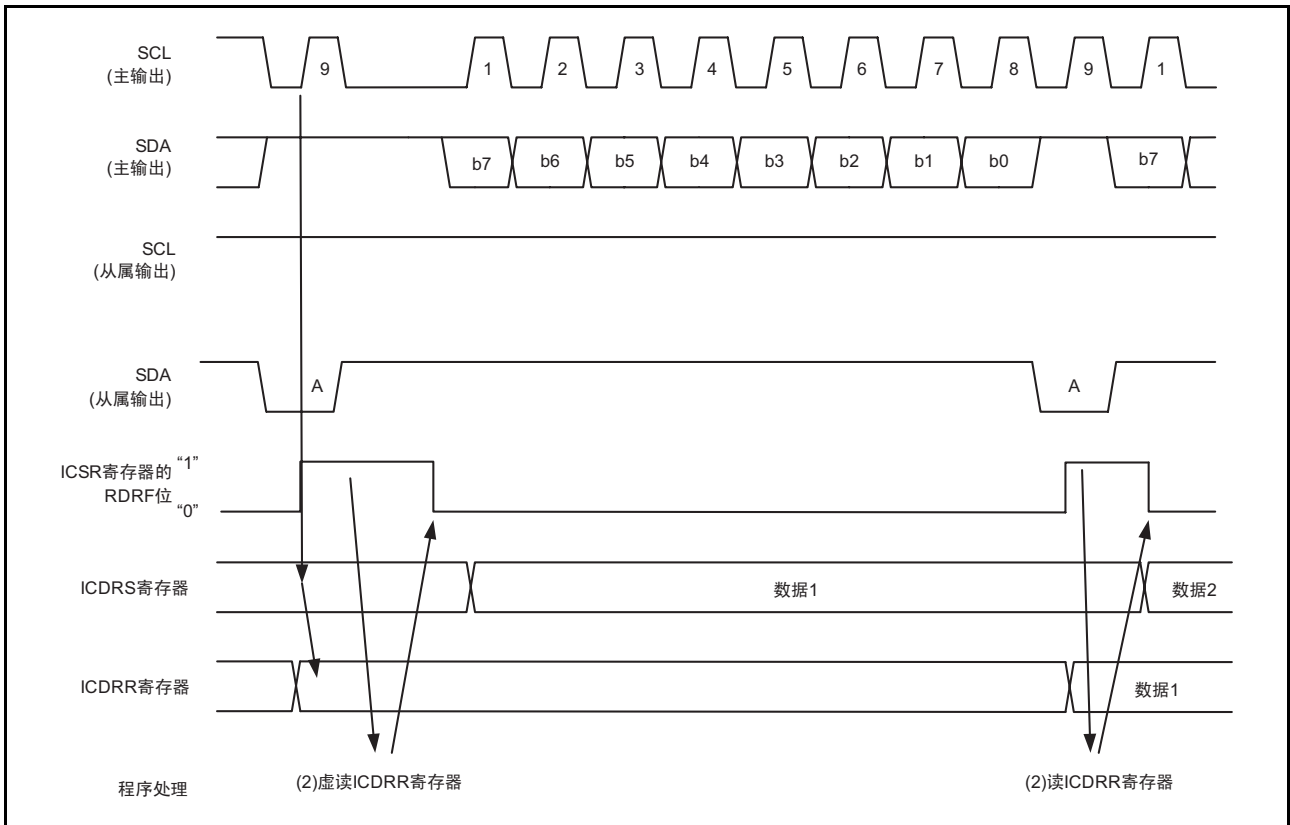 SCL
(主输出)
9 1 2 3 4 5 6 7 8 9 1
SDA
(主输出)
b7 b6 b5 b4 b3 b2 b1 b0 b7
SCL
(从属输出)
SDA
(从属输出)
A A
ICSR寄存器的
RDRF位
“1”
“0”
ICDRS寄存器
数据1 数据2
ICDRR寄存器
数据1
程序处理
(2)虚读ICDRR寄存器
(2)读ICDRR寄存器